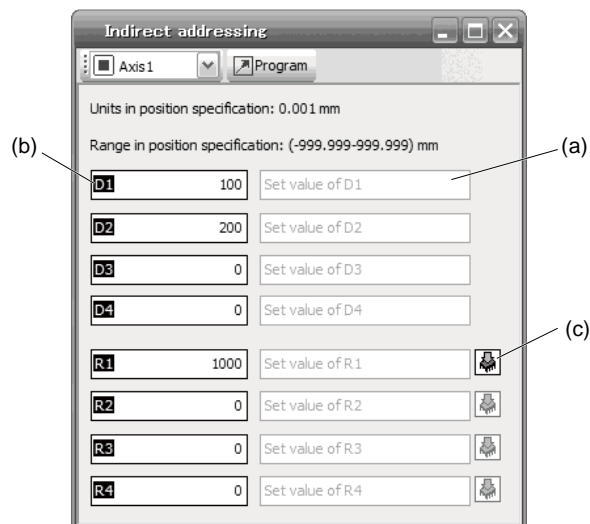 Indirect addressing
Axis1 Program
Units in position specification: 0.001 mm
Range in position specification: (-999.999-999.999) mm
(b) (a)
D1 100 Set value of D1
D2 200 Set value of D2
D3 0 Set value of D3
D4 0 Set value of D4
(c)
R1 1000 Set value of R1
R2 0 Set value of R2
R3 0 Set value of R3
R4 0 Set value of R4